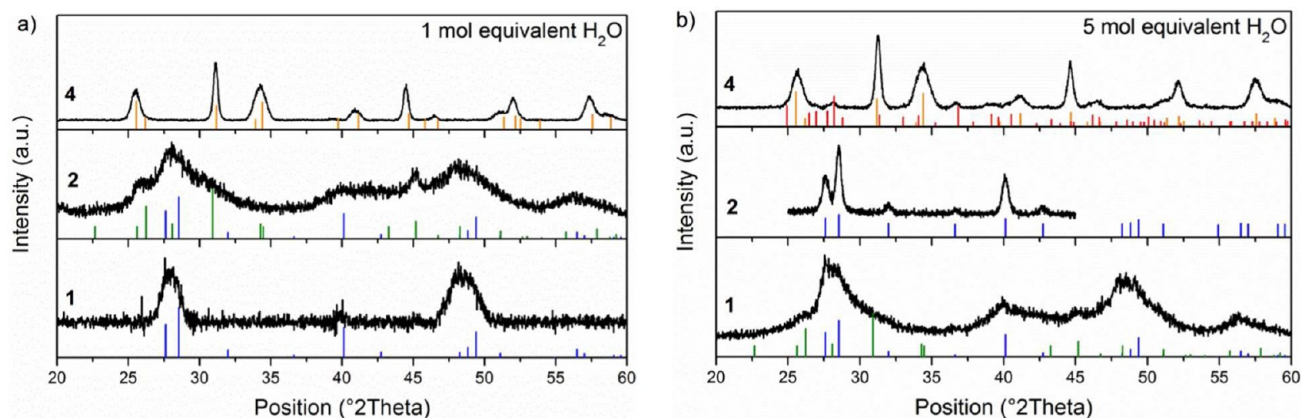 a)
1 mol equivalent H₂O
4
2
1
Intensity (a.u.)
20 25 30 35 40 45 50 55 60
Position (°2Theta)
b)
5 mol equivalent H₂O
4
2
1
Intensity (a.u.)
20 25 30 35 40 45 50 55 60
Position (°2Theta)